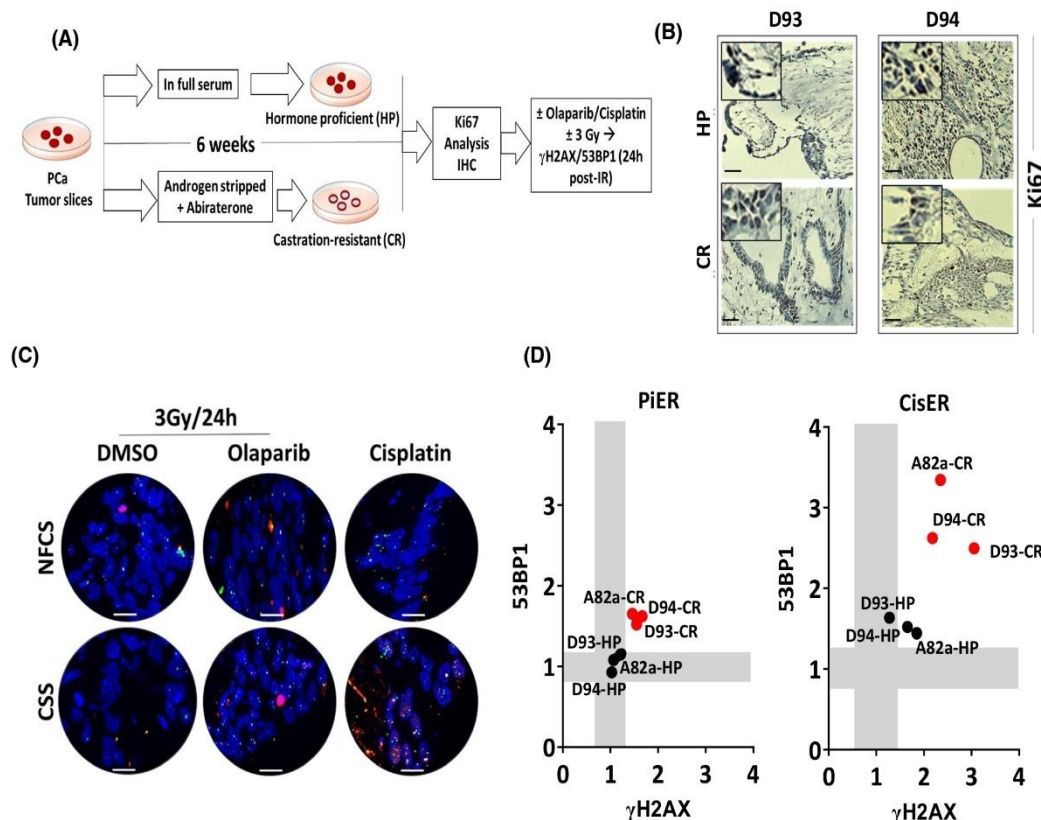 (A)
In full serum
Hormone proficient (HP)
PCa
Tumor slices
6 weeks
Androgen stripped
+ Abiraterone
Castration-resistant (CR)
Ki67
Analysis
IHC
± Olaparib/Cisplatin
± 3 Gy →
γH2AX/53BP1 (24h
post-IR)
(B)
D93
D94
HP
CR
Ki67
(C)
3Gy/24h
DMSO
Olaparib
Cisplatin
NFCS
CSS
(D)
PiER
53BP1
4
3
2
1
0
A82a-CR
D94-CR
D93-CR
D93-HP
A82a-HP
D94-HP
0
1
2
3
4
γH2AX
CisER
53BP1
4
3
2
1
0
A82a-CR
D94-CR
D93-CR
D93-HP
D94-HP
A82a-HP
0
1
2
3
4
γH2AX